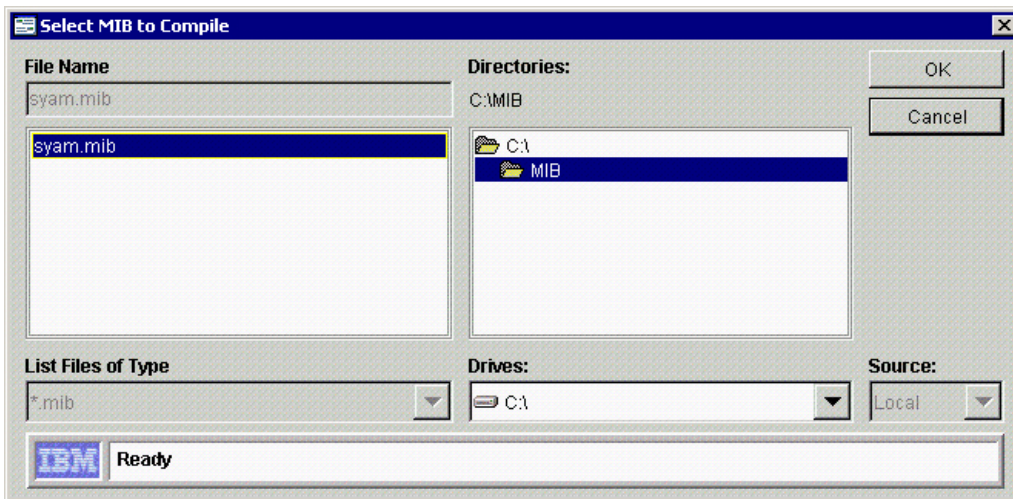 Select MIB to Compile
File Name
syam.mib
syam.mib
Directories:
C:\MIB
C:\
MIB
OK
Cancel
List Files of Type
*.mib
Drives:
C:\
Source:
Local
IBM
Ready